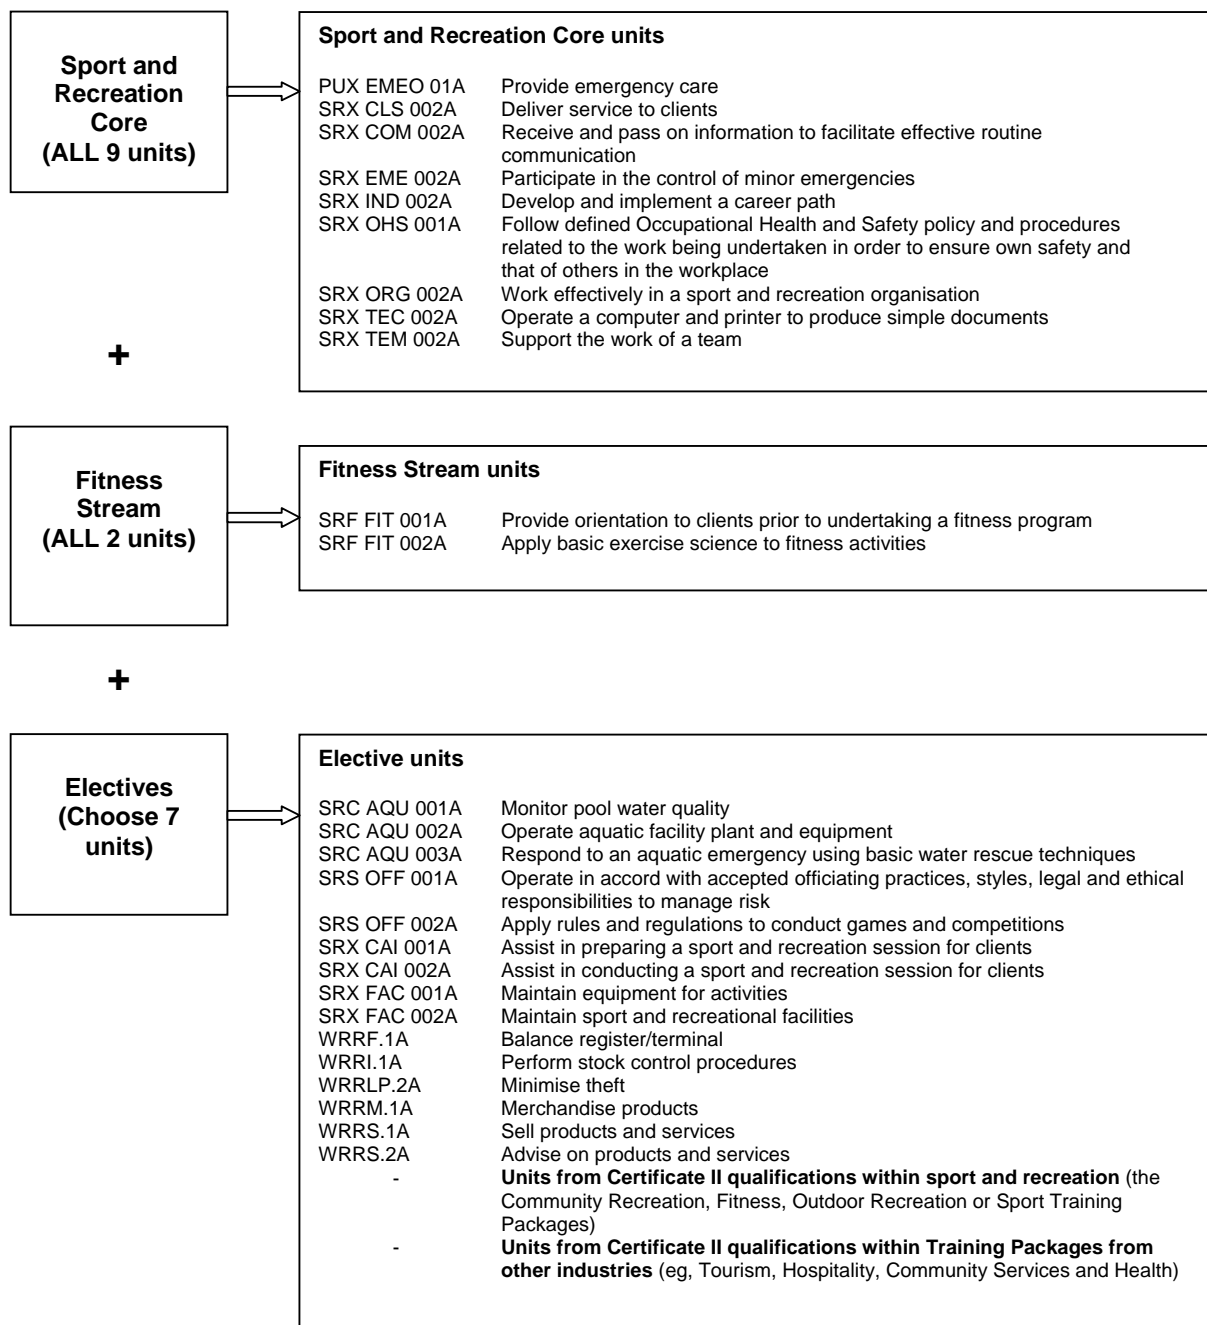 Sport and
Recreation
Core
(ALL 9 units)
Sport and Recreation Core units
PUX EMEO 01A Provide emergency care
SRX CLS 002A Deliver service to clients
SRX COM 002A Receive and pass on information to facilitate effective routine
communication
SRX EME 002A Participate in the control of minor emergencies
SRX IND 002A Develop and implement a career path
SRX OHS 001A Follow defined Occupational Health and Safety policy and procedures
related to the work being undertaken in order to ensure own safety and
that of others in the workplace
SRX ORG 002A Work effectively in a sport and recreation organisation
SRX TEC 002A Operate a computer and printer to produce simple documents
SRX TEM 002A Support the work of a team
+
Fitness
Stream
(ALL 2 units)
Fitness Stream units
SRF FIT 001A Provide orientation to clients prior to undertaking a fitness program
SRF FIT 002A Apply basic exercise science to fitness activities
+
Electives
(Choose 7
units)
Elective units
SRC AQU 001A Monitor pool water quality
SRC AQU 002A Operate aquatic facility plant and equipment
SRC AQU 003A Respond to an aquatic emergency using basic water rescue techniques
SRS OFF 001A Operate in accord with accepted officiating practices, styles, legal and ethical
responsibilities to manage risk
SRS OFF 002A Apply rules and regulations to conduct games and competitions
SRX CAI 001A Assist in preparing a sport and recreation session for clients
SRX CAI 002A Assist in conducting a sport and recreation session for clients
SRX FAC 001A Maintain equipment for activities
SRX FAC 002A Maintain sport and recreational facilities
WRRF.1A Balance register/terminal
WRRI.1A Perform stock control procedures
WRRLP.2A Minimise theft
WRRM.1A Merchandise products
WRRS.1A Sell products and services
WRRS.2A Advise on products and services
- Units from Certificate II qualifications within sport and recreation (the
Community Recreation, Fitness, Outdoor Recreation or Sport Training
Packages)
- Units from Certificate II qualifications within Training Packages from
other industries (eg, Tourism, Hospitality, Community Services and Health)